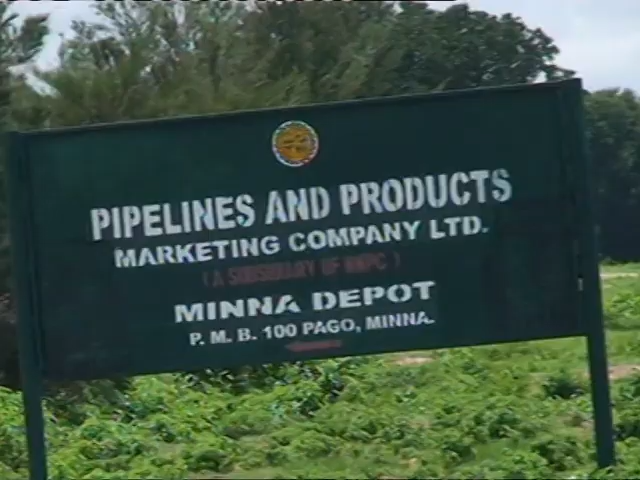 PIPELINES AND PRODUCTS
MARKETING COMPANY LTD.
(A SUBSIDIARY OF NNPC)
MINNA DEPOT
P. M. B. 100 PAGO, MINNA.